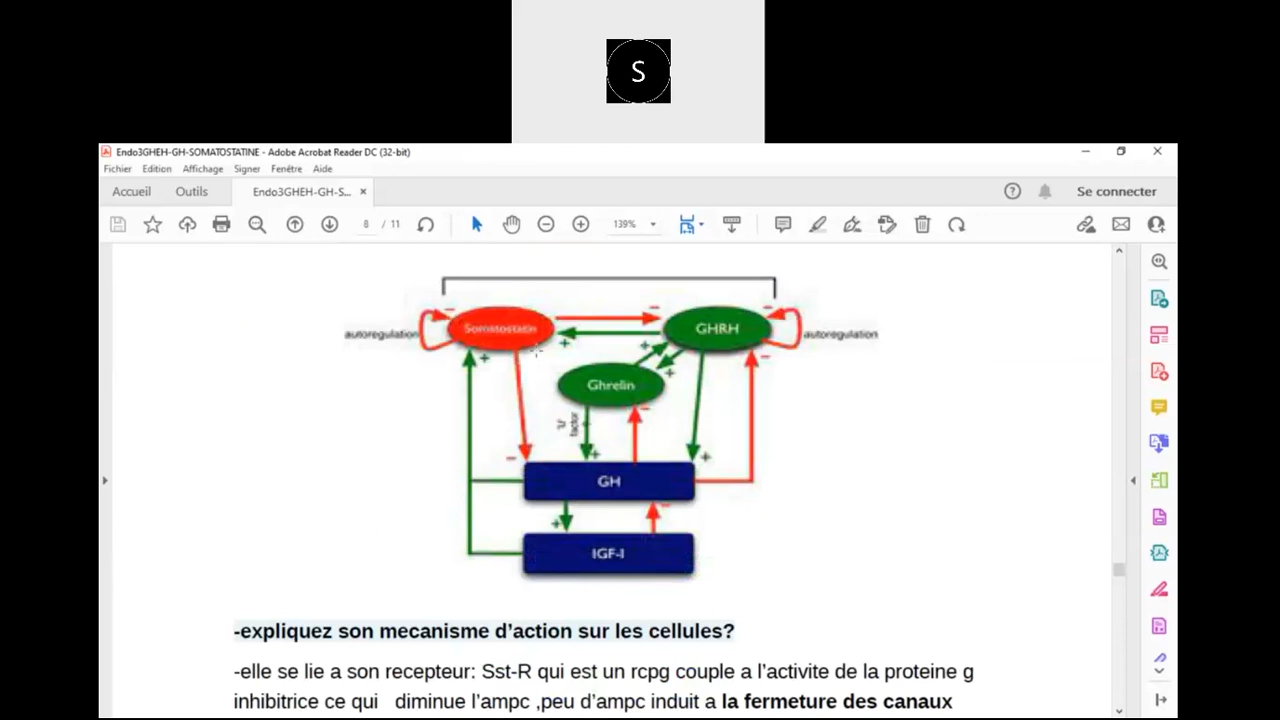 S
Endo3GHEH-GH-SOMATOSTATINE - Adobe Acrobat Reader DC (32-bit)
Fichier Edition Affichage Signer Fenêtre Aide
Accueil Outils Endo3GHEH-GH-S... × Se connecter
8 / 11 139%
autoregulation Somatostatin GHRH autoregulation
Ghrelin
'U' factor
GH
IGF-I
-expliquez son mecanisme d'action sur les cellules?
-elle se lie a son recepteur: Sst-R qui est un rcpg couple a l'activite de la proteine g
inhibitrice ce qui diminue l'ampc ,peu d'ampc induit a la fermeture des canaux